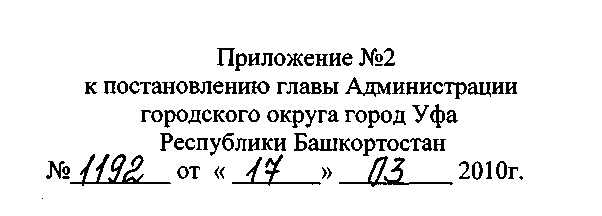 Приложение №2
к постановлению главы Администрации
городского округа город Уфа
Республики Башкортостан
№ 1192 от « 17 » 03 2010г.